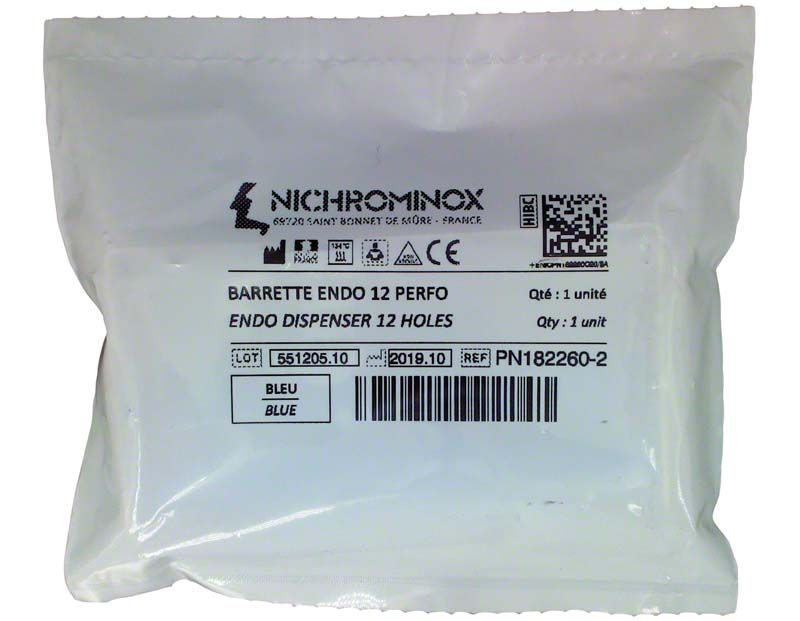 NICHROMINOX
69720 SAINT BONNET DE MÛRE - FRANCE
HIBC
134°C
NON
CE
BARRETTE ENDO 12 PERFO Qté : 1 unité
ENDO DISPENSER 12 HOLES Qty : 1 unit
LOT 551205.10 2019.10 REF PN182260-2
BLEU
BLUE